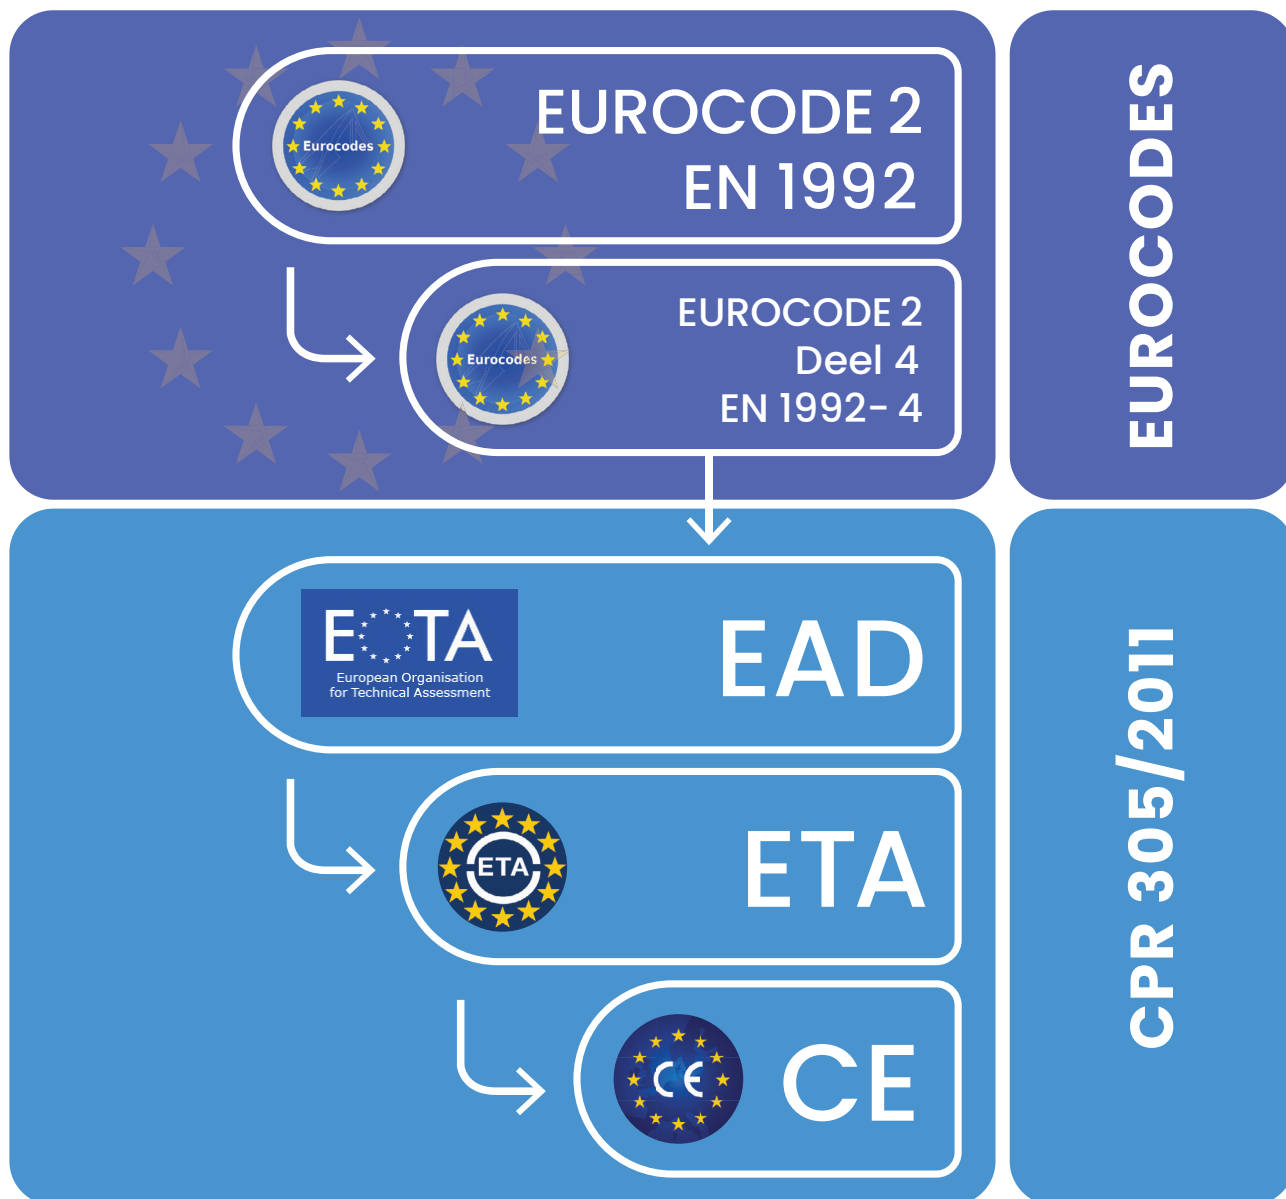 Eurocodes
EUROCODE 2
EN 1992
Eurocodes
EUROCODE 2
Deel 4
EN 1992- 4
EUROCODES
EOTA
European Organisation
for Technical Assessment
EAD
ETA
ETA
CE
CE
CPR 305/2011